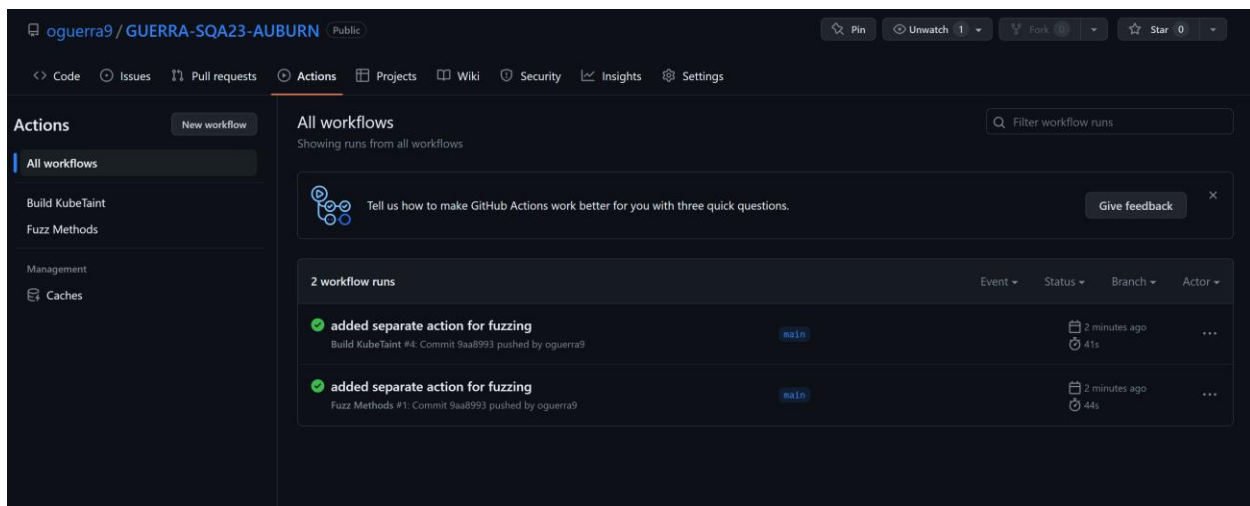 oguerra9 / GUERRA-SQA23-AUBURN Public
Pin
Unwatch 1
Fork 0
Star 0
Code
Issues
Pull requests
Actions
Projects
Wiki
Security
Insights
Settings
Actions
New workflow
All workflows
Build KubeTaint
Fuzz Methods
Management
Caches
All workflows
Showing runs from all workflows
Filter workflow runs
Tell us how to make GitHub Actions work better for you with three quick questions.
Give feedback
2 workflow runs
Event
Status
Branch
Actor
added separate action for fuzzing
Build KubeTaint #4: Commit 9aa8993 pushed by oguerra9
main
2 minutes ago
41s
added separate action for fuzzing
Fuzz Methods #1: Commit 9aa8993 pushed by oguerra9
main
2 minutes ago
44s